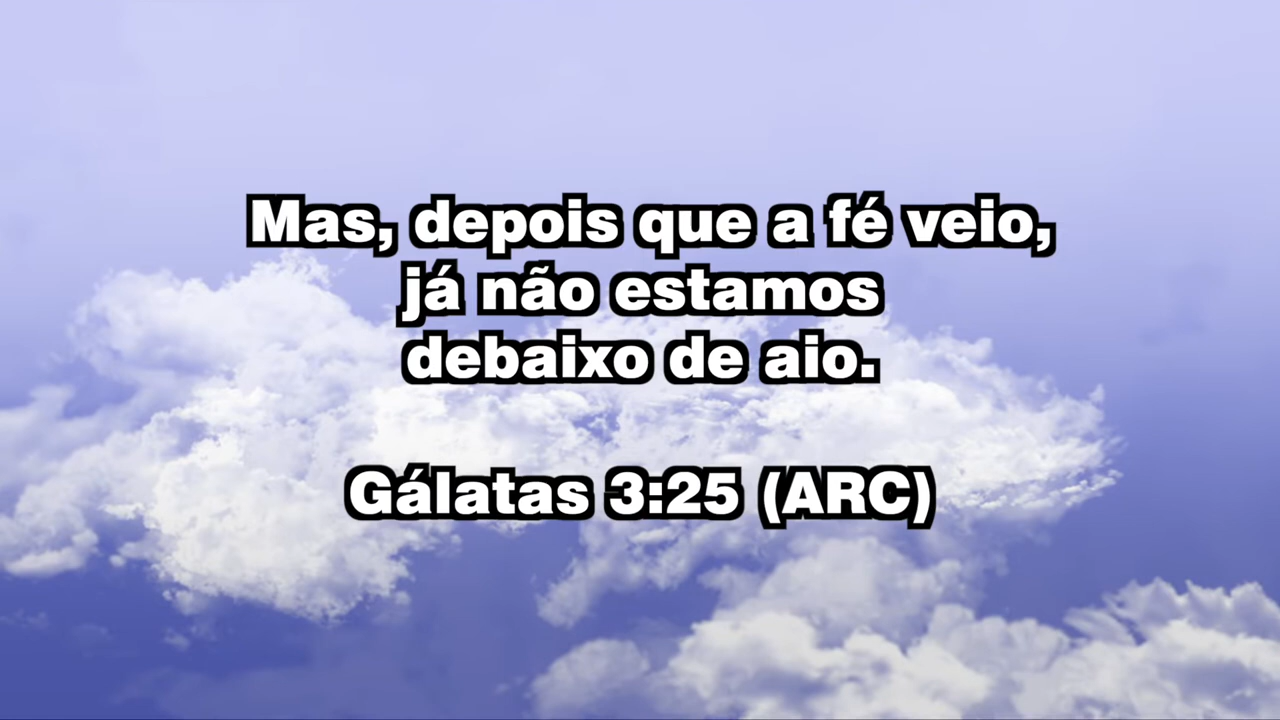 Mas, depois que a fé veio,
já não estamos
debaixo de aio.
Gálatas 3:25 (ARC)